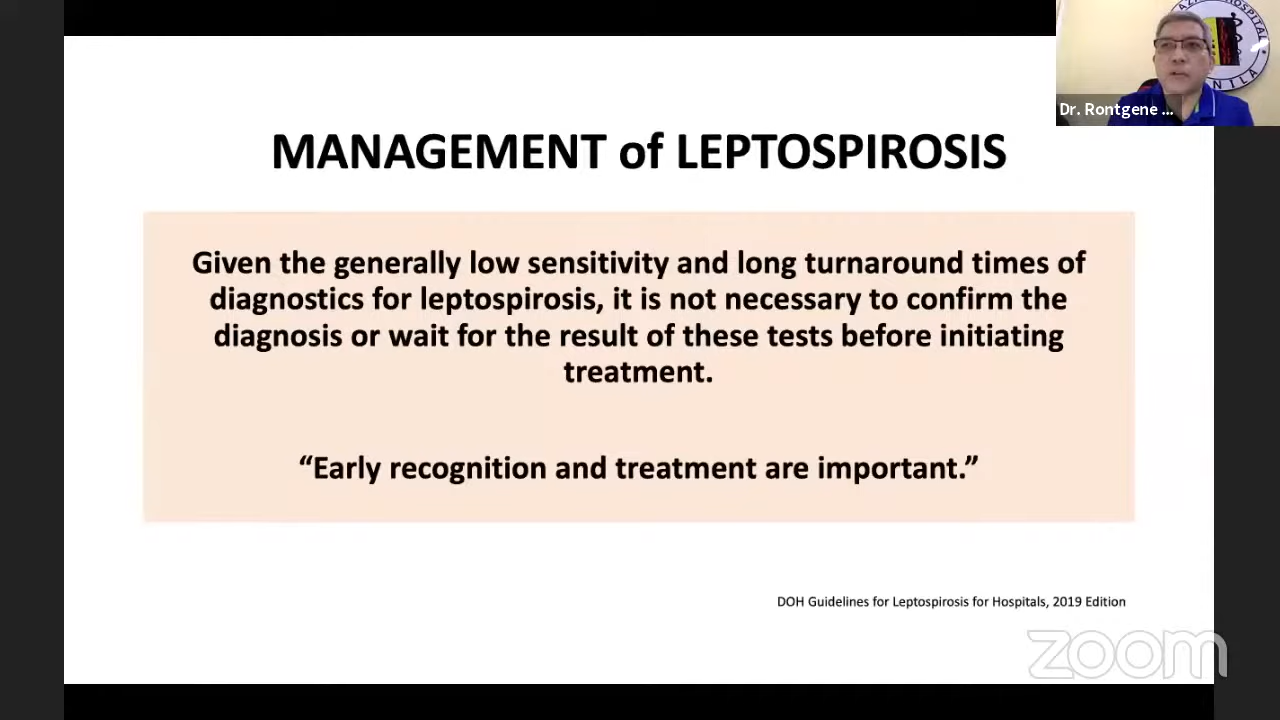 MANAGEMENT of LEPTOSPIROSIS
Given the generally low sensitivity and long turnaround times of
diagnostics for leptospirosis, it is not necessary to confirm the
diagnosis or wait for the result of these tests before initiating
treatment.
“Early recognition and treatment are important.”
DOH Guidelines for Leptospirosis for Hospitals, 2019 Edition
zoom
Dr. Rontgene ...
HOSPITAL
NILA